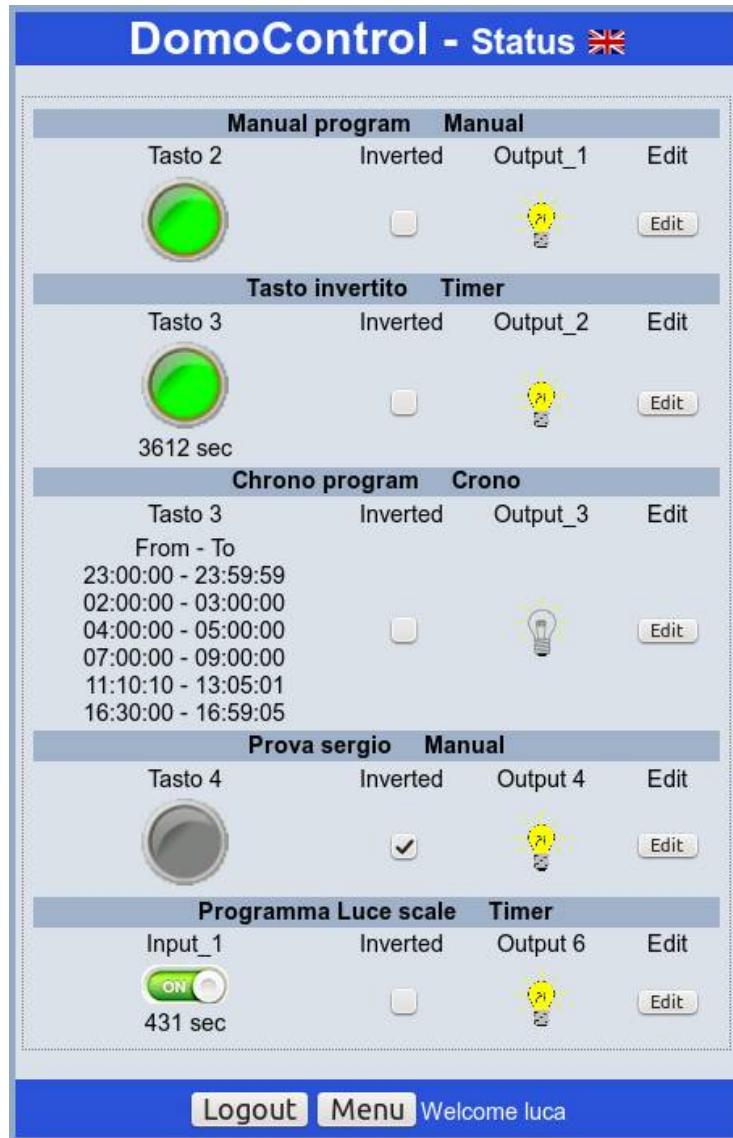 DomoControl - Status
Manual program Manual
Tasto 2 Inverted Output_1 Edit
Edit
Tasto invertito Timer
Tasto 3 Inverted Output_2 Edit
Edit
3612 sec
Chrono program Crono
Tasto 3 Inverted Output_3 Edit
From - To
23:00:00 - 23:59:59
02:00:00 - 03:00:00
04:00:00 - 05:00:00
Edit
07:00:00 - 09:00:00
11:10:10 - 13:05:01
16:30:00 - 16:59:05
Prova sergio Manual
Tasto 4 Inverted Output 4 Edit
Edit
Programma Luce scale Timer
Input_1 Inverted Output 6 Edit
ON
Edit
431 sec
Logout Menu Welcome luca